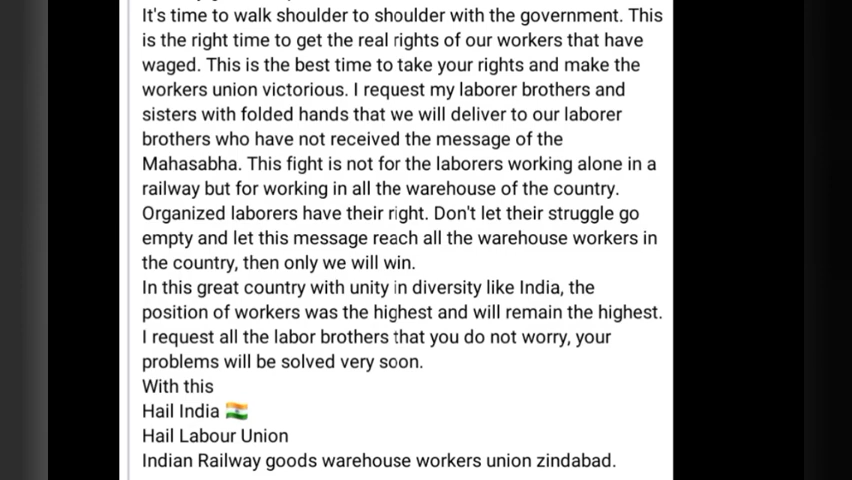 It's time to walk shoulder to shoulder with the government. This
is the right time to get the real rights of our workers that have
waged. This is the best time to take your rights and make the
workers union victorious. I request my laborer brothers and
sisters with folded hands that we will deliver to our laborer
brothers who have not received the message of the
Mahasabha. This fight is not for the laborers working alone in a
railway but for working in all the warehouse of the country.
Organized laborers have their right. Don't let their struggle go
empty and let this message reach all the warehouse workers in
the country, then only we will win.
In this great country with unity in diversity like India, the
position of workers was the highest and will remain the highest.
I request all the labor brothers that you do not worry, your
problems will be solved very soon.
With this
Hail India 🇮🇳
Hail Labour Union
Indian Railway goods warehouse workers union zindabad.